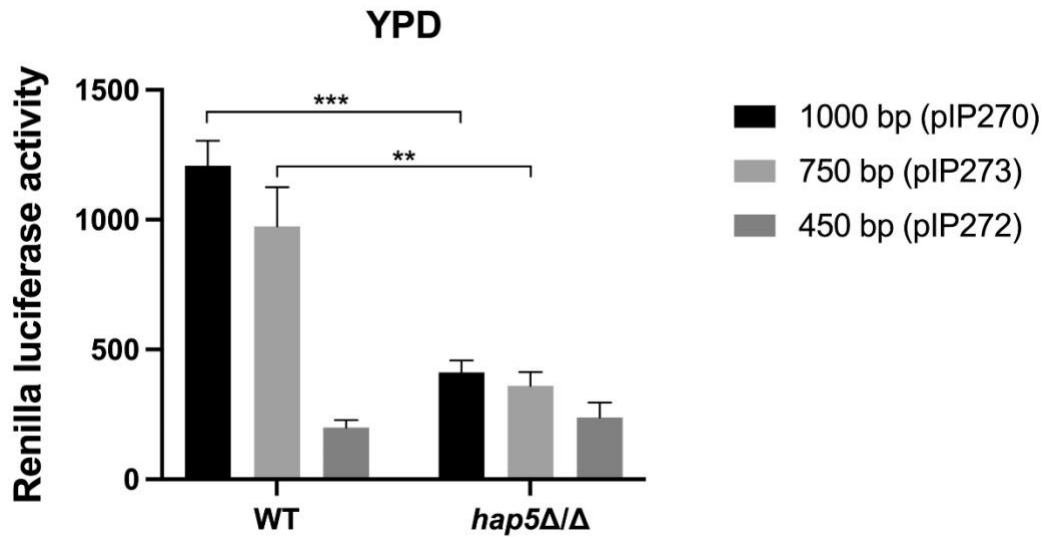 YPD
Renilla luciferase activity
1500
1000
500
0
***
**
WT
hap5Δ/Δ
1000 bp (pIP270)
750 bp (pIP273)
450 bp (pIP272)